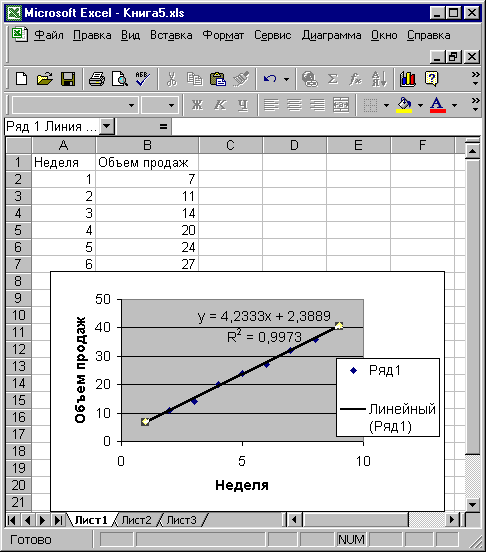 Microsoft Excel - Книга5.xls
Файл Правка Вид Вставка Формат Сервис Диаграмма Окно Справка
Ж К Ч
Ряд 1 Линия ... =
A B C D E F
1 Неделя Объем продаж
2 1 7
3 2 11
4 3 14
5 4 20
6 5 24
7 6 27
8
9
10
11
12
13
14
15
16
17
18
19
20
21
50
40
30
20
10
0
0 5 10
Объем продаж
Неделя
y = 4,2333x + 2,3889
R² = 0,9973
Ряд1
Линейный
(Ряд1)
Лист1 Лист2 Лист3
Готово NUM